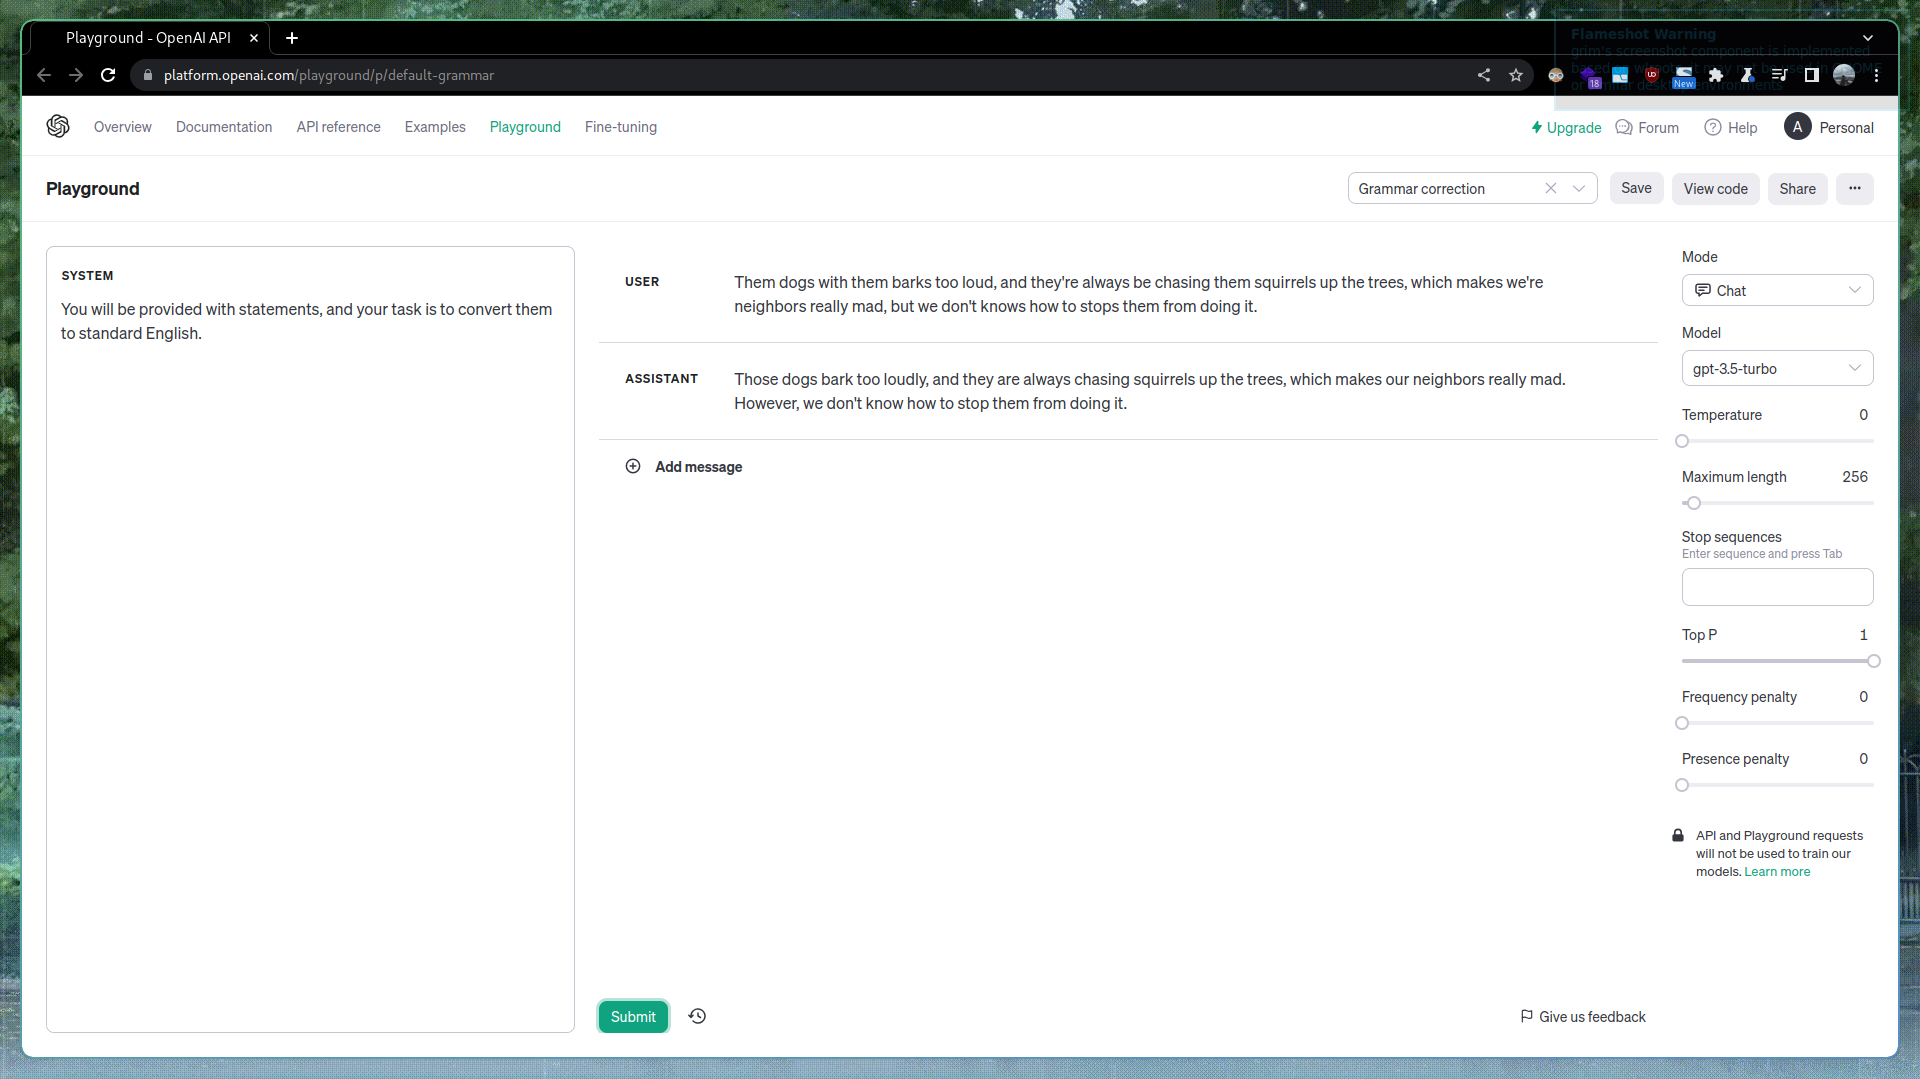 Playground - OpenAI API
Flameshot Warning
grim's screenshot component is implemented
platform.openai.com/playground/p/default-grammar
18
New
Overview
Documentation
API reference
Examples
Playground
Fine-tuning
Upgrade
Forum
Help
A
Personal
Playground
Grammar correction
Save
View code
Share
SYSTEM
You will be provided with statements, and your task is to convert them
to standard English.
USER
Them dogs with them barks too loud, and they're always be chasing them squirrels up the trees, which makes we're
neighbors really mad, but we don't knows how to stops them from doing it.
ASSISTANT
Those dogs bark too loudly, and they are always chasing squirrels up the trees, which makes our neighbors really mad.
However, we don't know how to stop them from doing it.
Add message
Submit
Give us feedback
Mode
Chat
Model
gpt-3.5-turbo
Temperature 0
Maximum length 256
Stop sequences
Enter sequence and press Tab
Top P 1
Frequency penalty 0
Presence penalty 0
API and Playground requests
will not be used to train our
models. Learn more